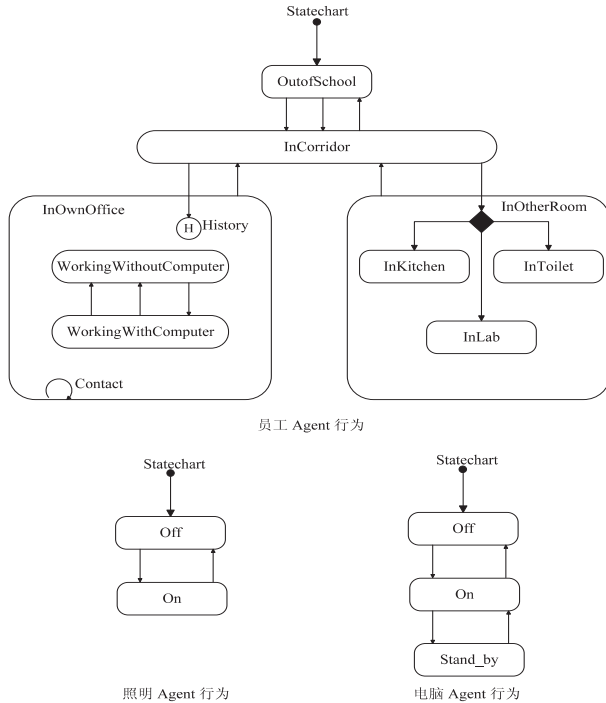 Statechart
OutofSchool
InCorridor
InOwnOffice
H History
WorkingWithoutComputer
WorkingWithComputer
Contact
InOtherRoom
InKitchen
InToilet
InLab
员工 Agent 行为
Statechart
Off
On
照明 Agent 行为
Statechart
Off
On
Stand_by
电脑 Agent 行为